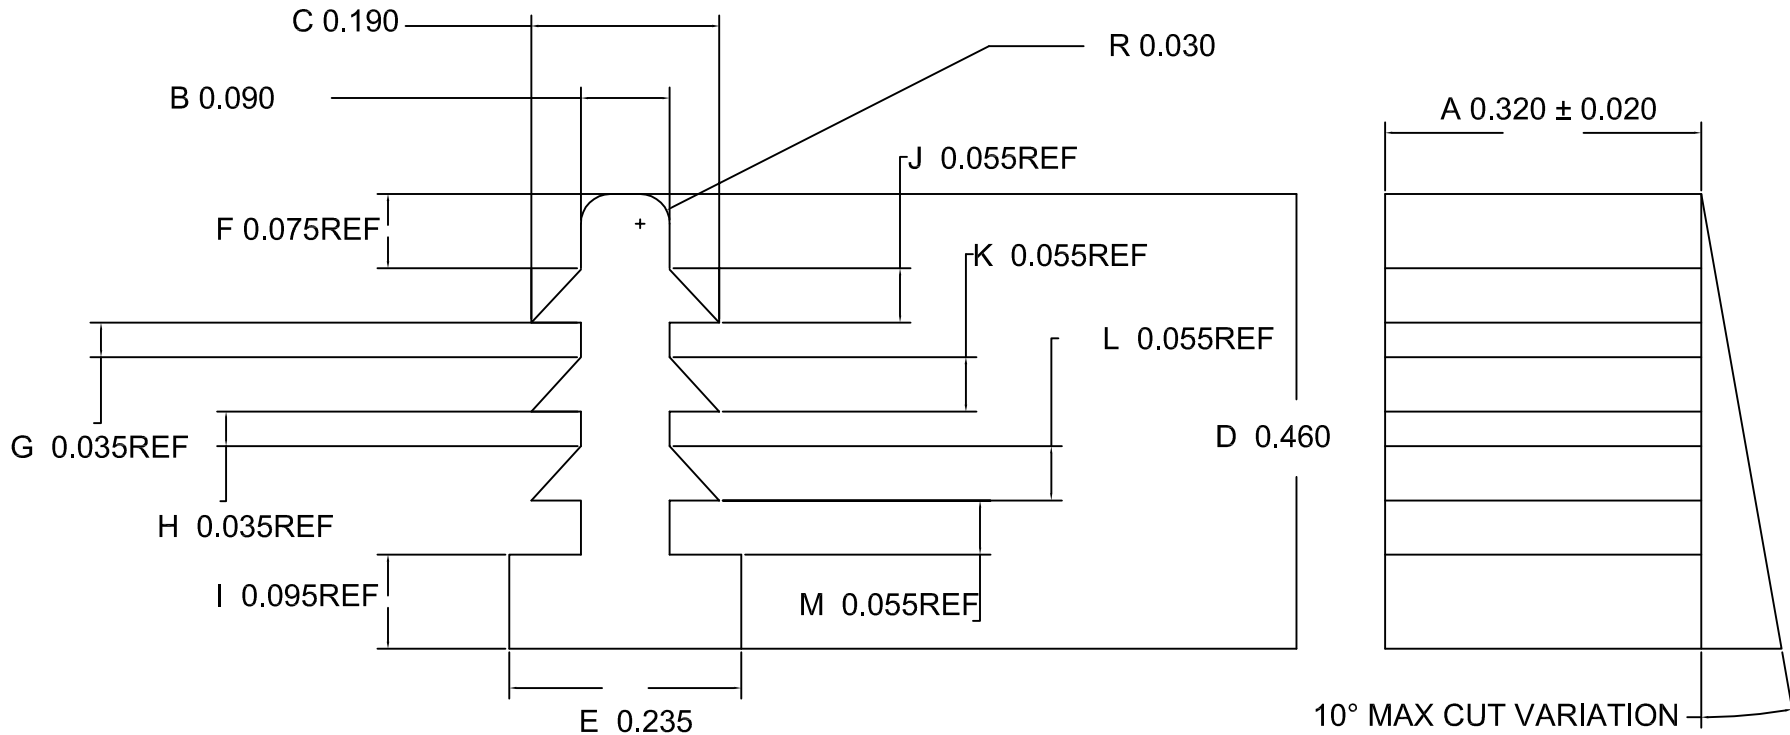 C 0.190
R 0.030
B 0.090
A 0.320 ± 0.020
J 0.055REF
F 0.075REF
K 0.055REF
L 0.055REF
G 0.035REF
D 0.460
H 0.035REF
I 0.095REF
M 0.055REF
E 0.235
10° MAX CUT VARIATION